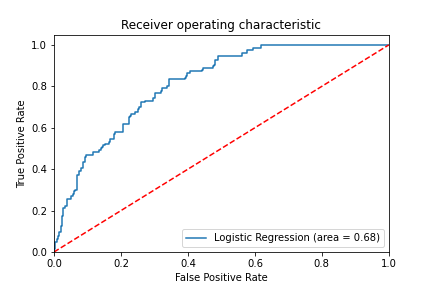 Receiver operating characteristic
1.0
0.8
0.6
0.4
0.2
0.0
True Positive Rate
Logistic Regression (area = 0.68)
0.0 0.2 0.4 0.6 0.8 1.0
False Positive Rate